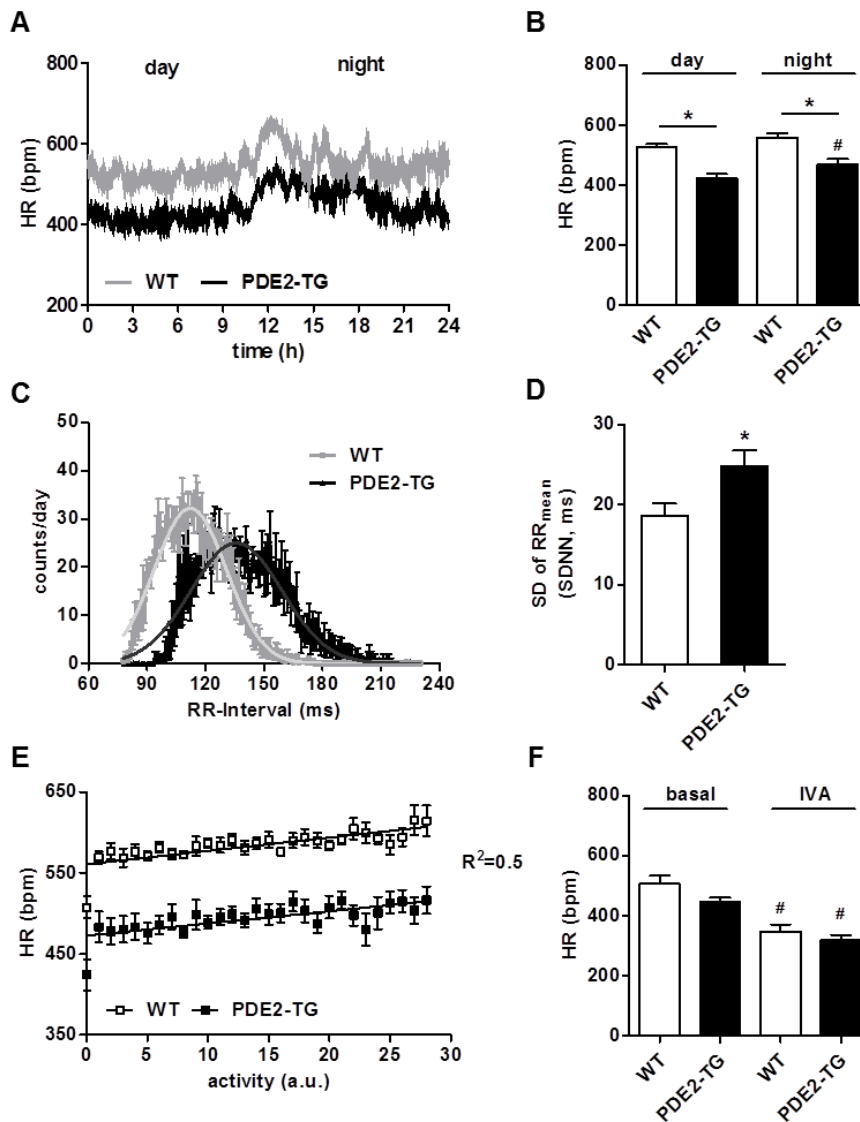 A
800
600
400
200
HR (bpm)
day
night
WT
PDE2-TG
0 3 6 9 12 15 18 21 24
time (h)
B
800
600
400
200
0
HR (bpm)
day
night
*
*
#
WT
PDE2-TG
WT
PDE2-TG
C
50
40
30
20
10
0
counts/day
WT
PDE2-TG
60 90 120 150 180 210 240
RR-Interval (ms)
D
30
20
10
0
SD of RRmean
(SDNN, ms)
*
WT
PDE2-TG
E
650
550
450
350
HR (bpm)
R²=0.5
WT
PDE2-TG
0 5 10 15 20 25 30
activity (a.u.)
F
800
600
400
200
0
HR (bpm)
basal
IVA
#
#
WT
PDE2-TG
WT
PDE2-TG